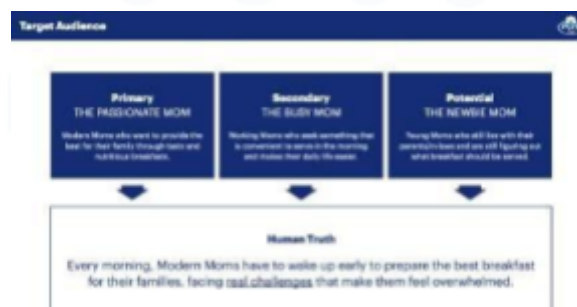 Target Audience
Primary
THE PASSIONATE MOM
Modern Moms who want to provide the
best for their family through taste and
nutritious breakfasts.
Secondary
THE BUSY MOM
Working Moms who seek something that
is convenient to serve in the morning
and makes their daily life easier.
Potential
THE NEWBIE MOM
Young Moms who still live with their
parents/in-laws and are still figuring out
what breakfast should be served.
Human Truth
Every morning, Modern Moms have to wake up early to prepare the best breakfast
for their families, facing real challenges that make them feel overwhelmed.